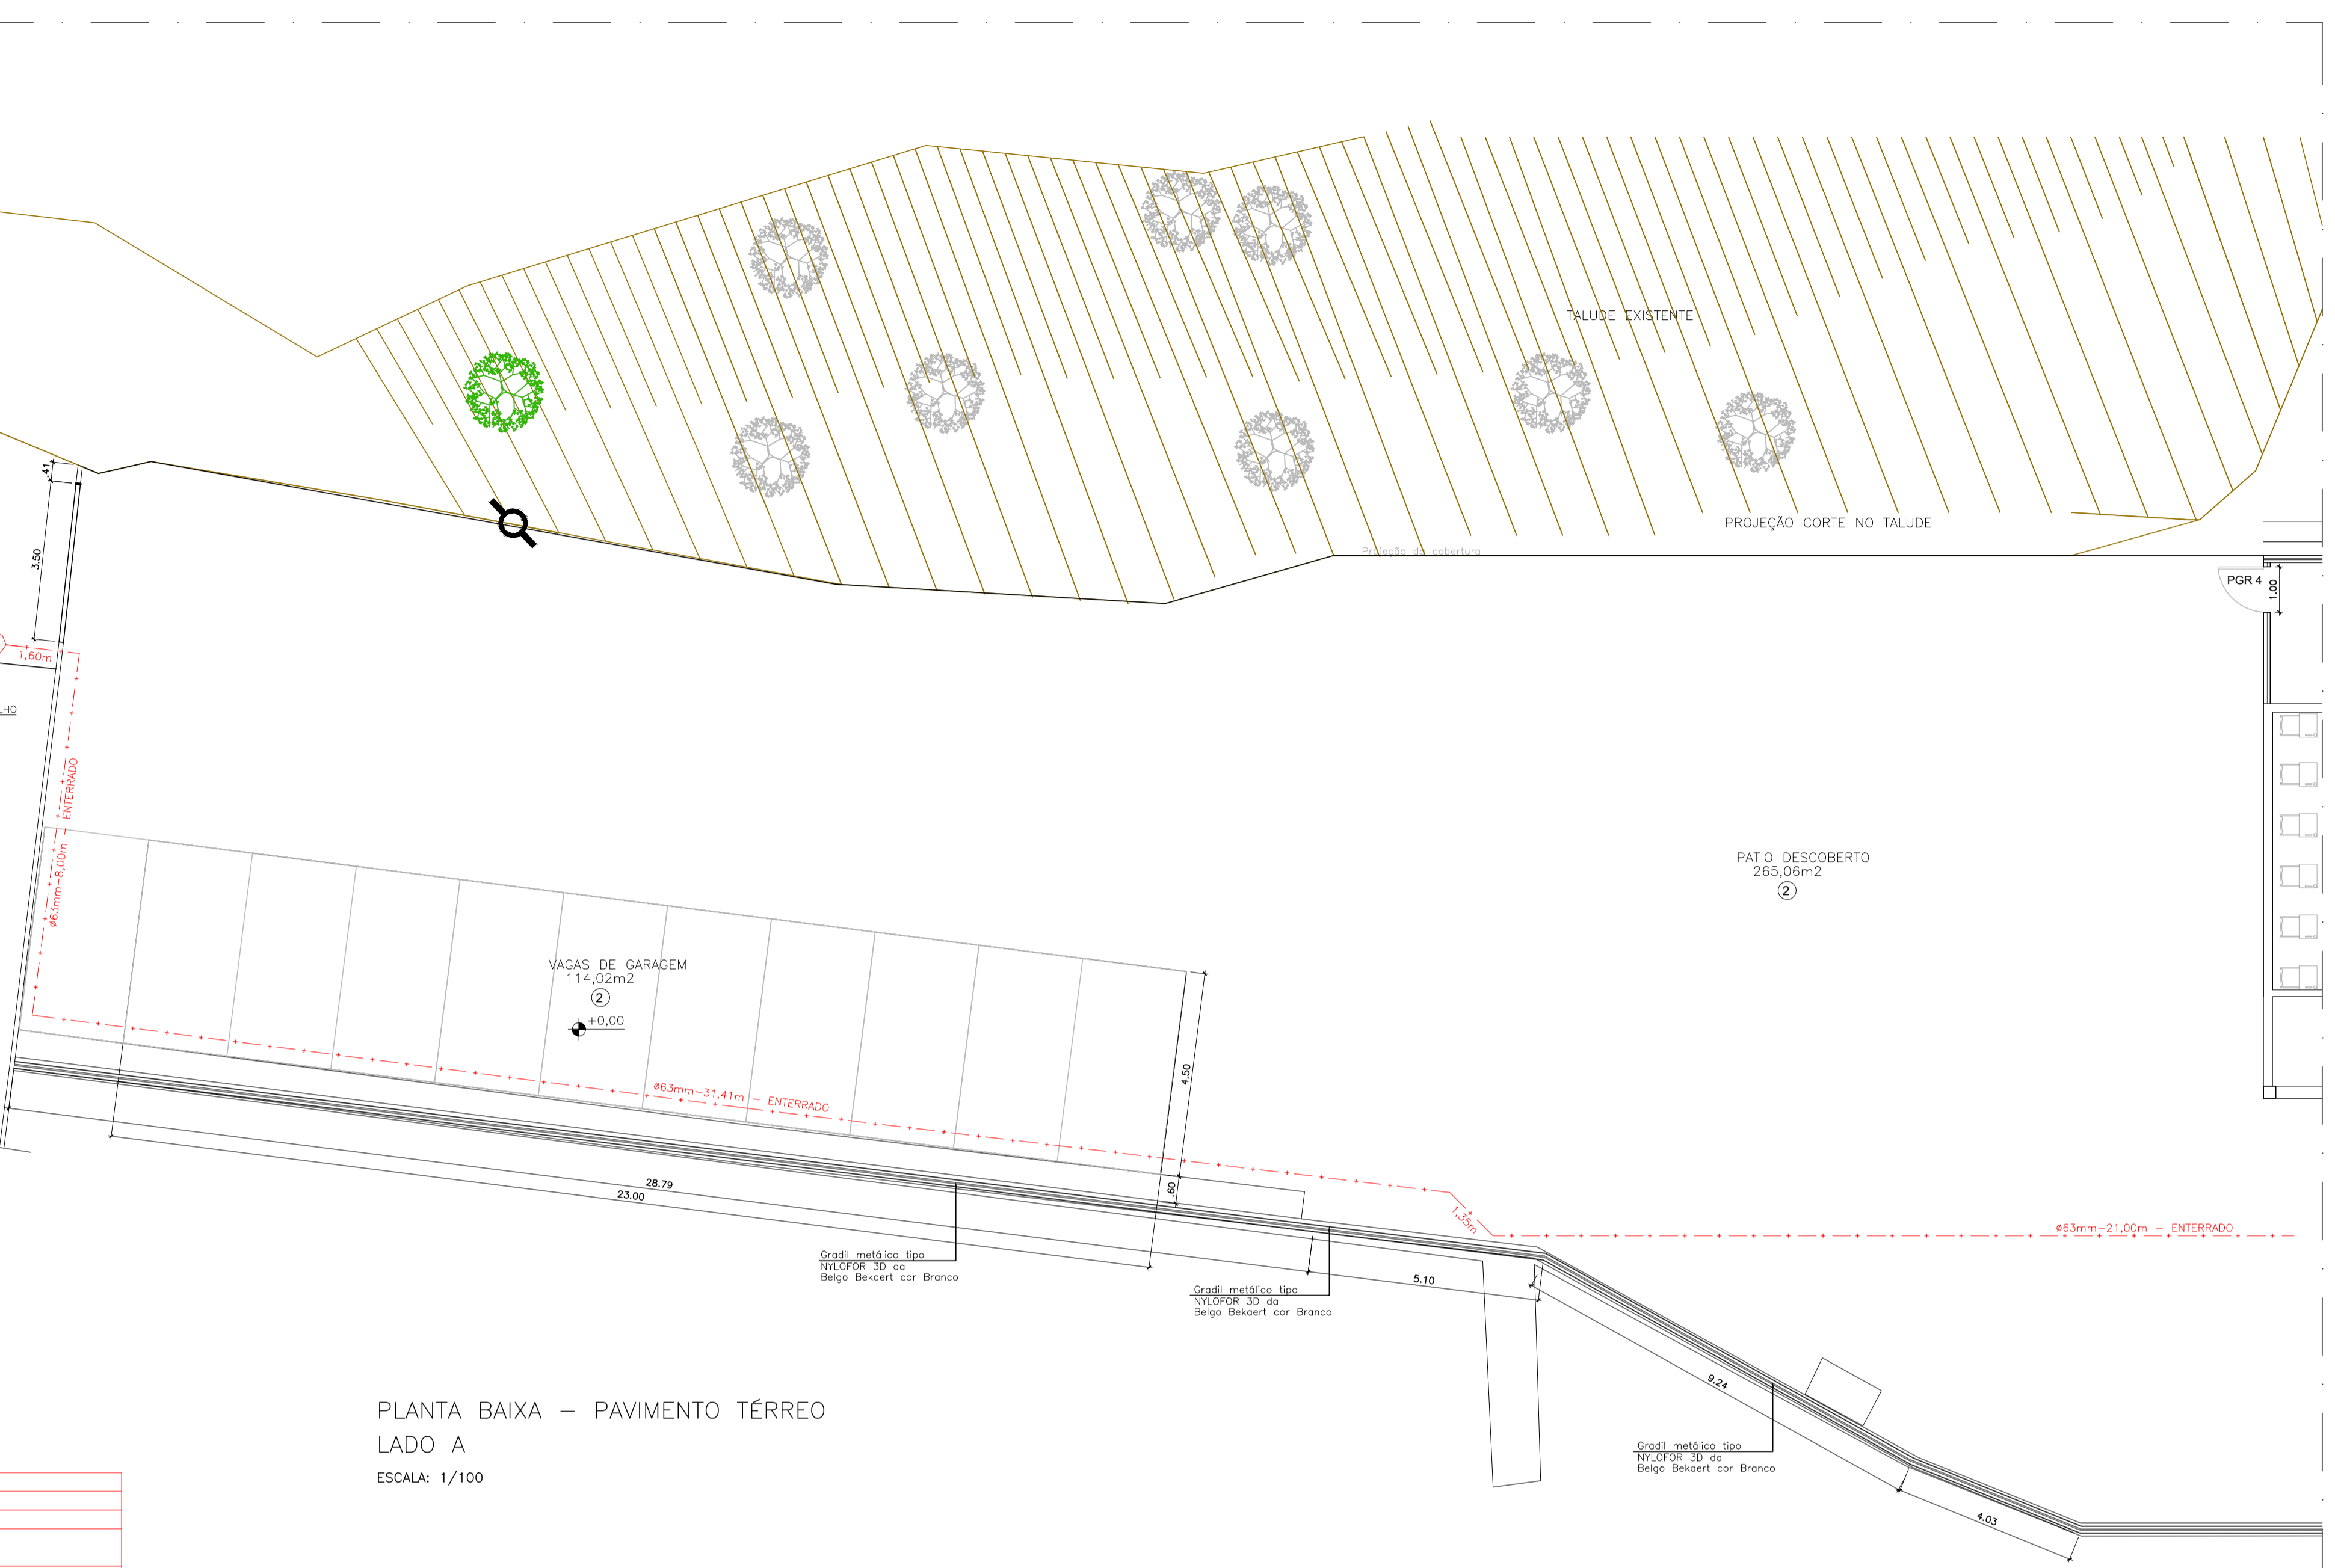 TALUDE EXISTENTE
PROJEÇÃO CORTE NO TALUDE
Projeção da cobertura
.41
3.50
1,60m
LHO
PGR 4
1.00
ø63mm-8,00m - ENTERRADO
PATIO DESCOBERTO
265,06m2
2
VAGAS DE GARAGEM
114,02m2
2
+0,00
ø63mm-31,41m - ENTERRADO
4.50
.60
28.79
23.00
1,35m
ø63mm-21,00m - ENTERRADO
Gradil metálico tipo
NYLOFOR 3D da
Belgo Bekaert cor Branco
Gradil metálico tipo
NYLOFOR 3D da
Belgo Bekaert cor Branco
5.10
9.24
Gradil metálico tipo
NYLOFOR 3D da
Belgo Bekaert cor Branco
4.03
PLANTA BAIXA - PAVIMENTO TÉRREO
LADO A
ESCALA: 1/100